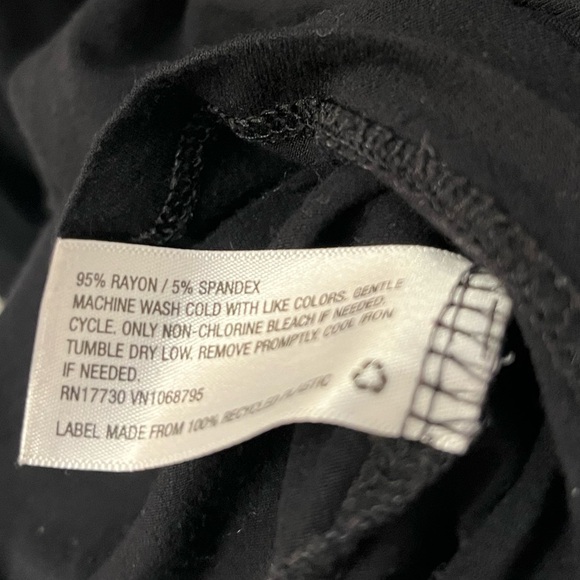 95% RAYON / 5% SPANDEX
MACHINE WASH COLD WITH LIKE COLORS. GENTLE
CYCLE. ONLY NON-CHLORINE BLEACH IF NEEDED.
TUMBLE DRY LOW. REMOVE PROMPTLY. COOL IRON
IF NEEDED.
RN17730 VN1068795
LABEL MADE FROM 100% RECYCLED PLASTIC